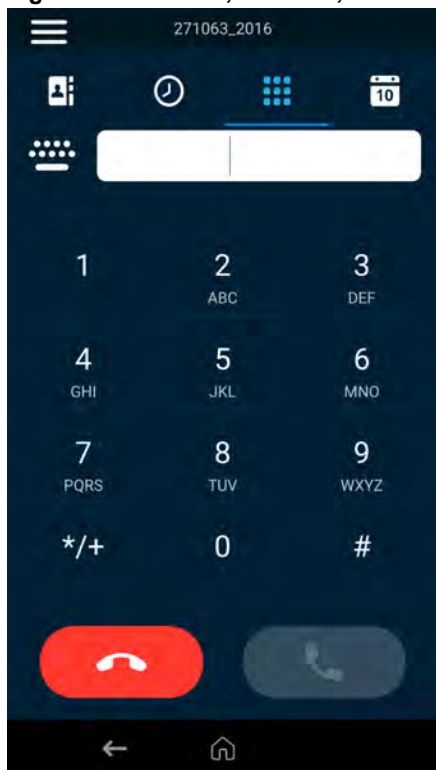 271063_2016
10
1 2 3
ABC DEF
4 5 6
GHI JKL MNO
7 8 9
PQRS TUV WXYZ
*/+ 0 #